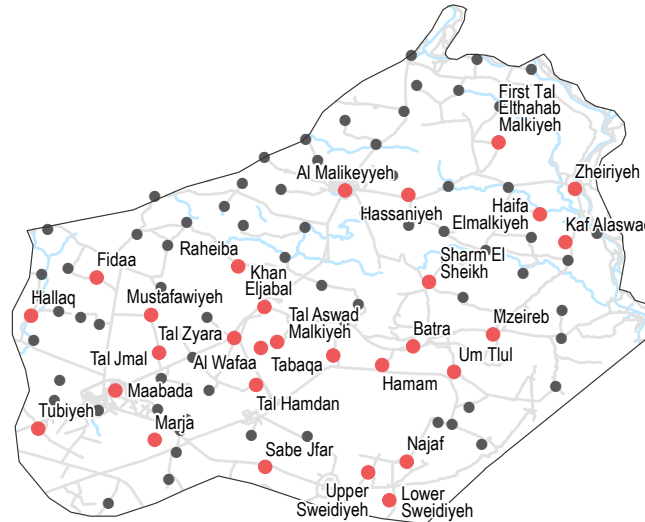 First Tal
Elthahab
Malkiyeh
Al Malikeyyeh
Zheiriyeh
Hassaniyeh
Haifa
Elmalkiyeh
Kaf Alaswad
Raheiba
Sharm El
Sheikh
Fidaa
Khan
Eljabal
Hallaq
Mustafawiyeh
Tal Aswad
Malkiyeh
Mzeireb
Tal Zyara
Batra
Tal Jmal
Al Wafaa
Tabaqa
Um Tlul
Hamam
Maabada
Tal Hamdan
Tubiyeh
Marja
Najaf
Sabe Jfar
Upper
Sweidiyeh
Lower
Sweidiyeh